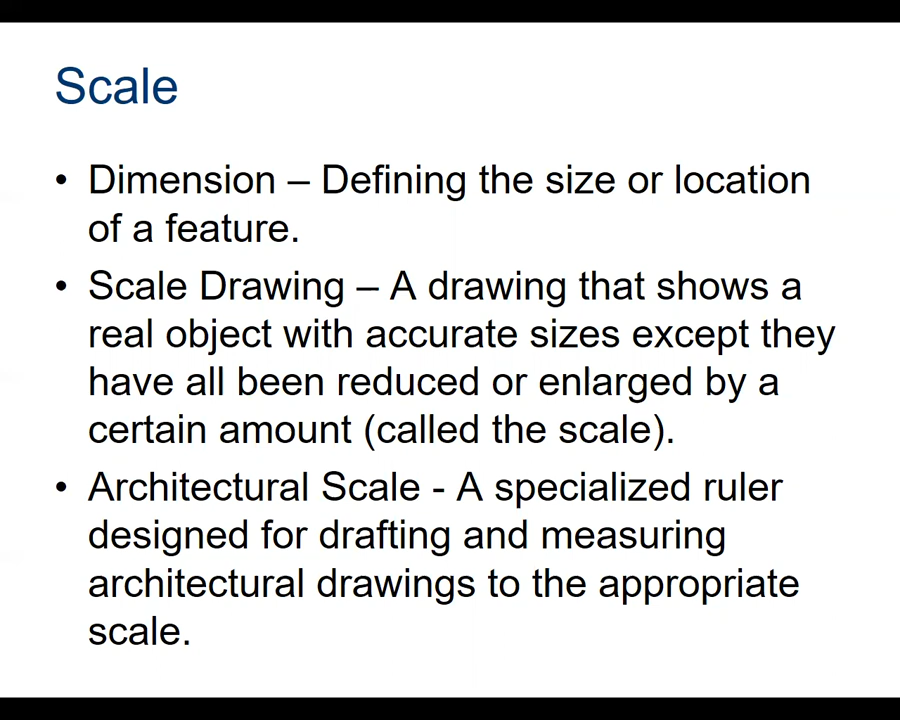 Scale
• Dimension – Defining the size or location
of a feature.
• Scale Drawing – A drawing that shows a
real object with accurate sizes except they
have all been reduced or enlarged by a
certain amount (called the scale).
• Architectural Scale - A specialized ruler
designed for drafting and measuring
architectural drawings to the appropriate
scale.